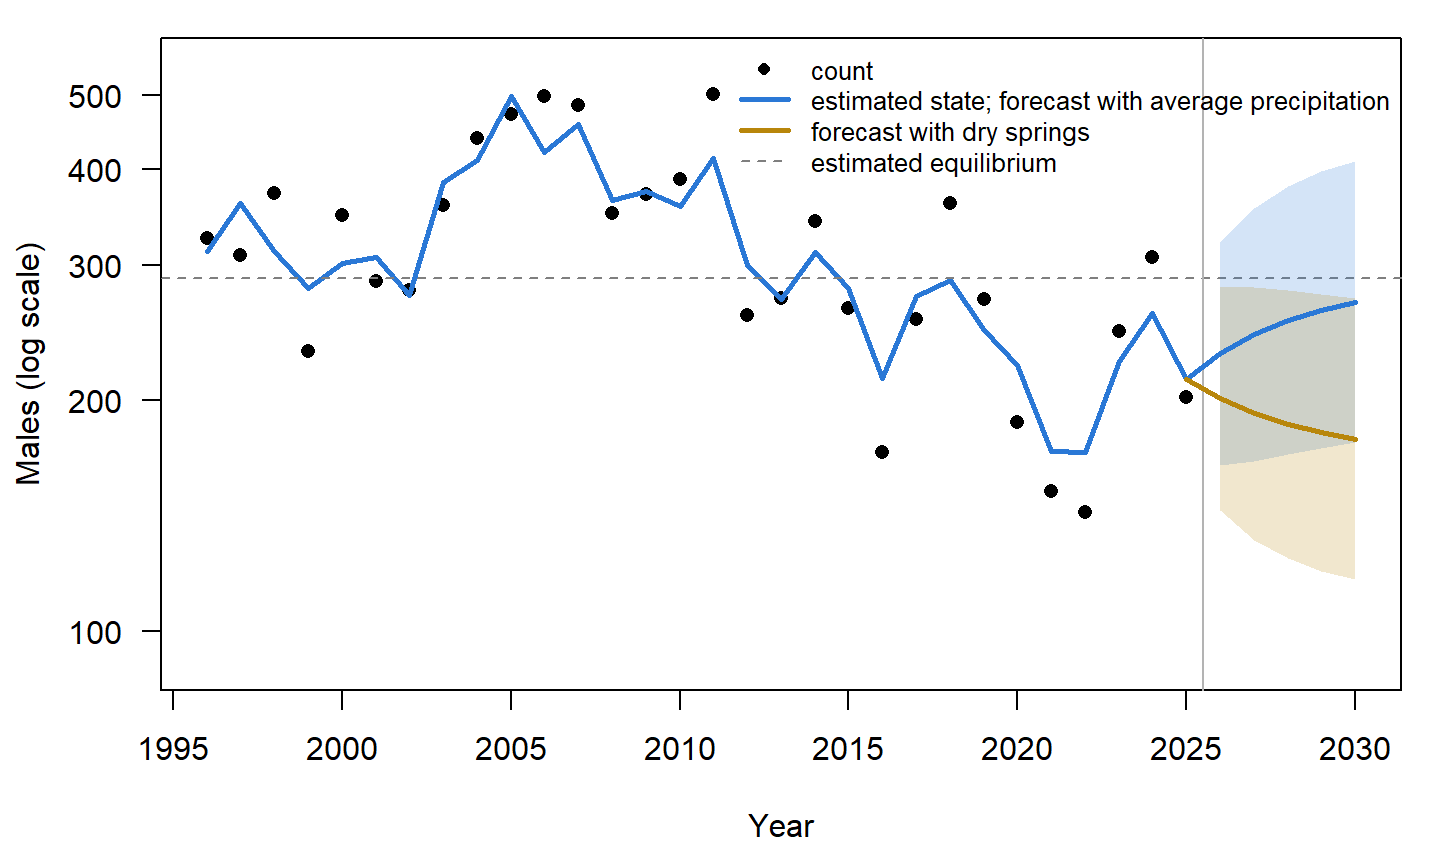 count
estimated state; forecast with average precipitation
forecast with dry springs
estimated equilibrium
500
400
300
200
100
Males (log scale)
1995 2000 2005 2010 2015 2020 2025 2030
Year